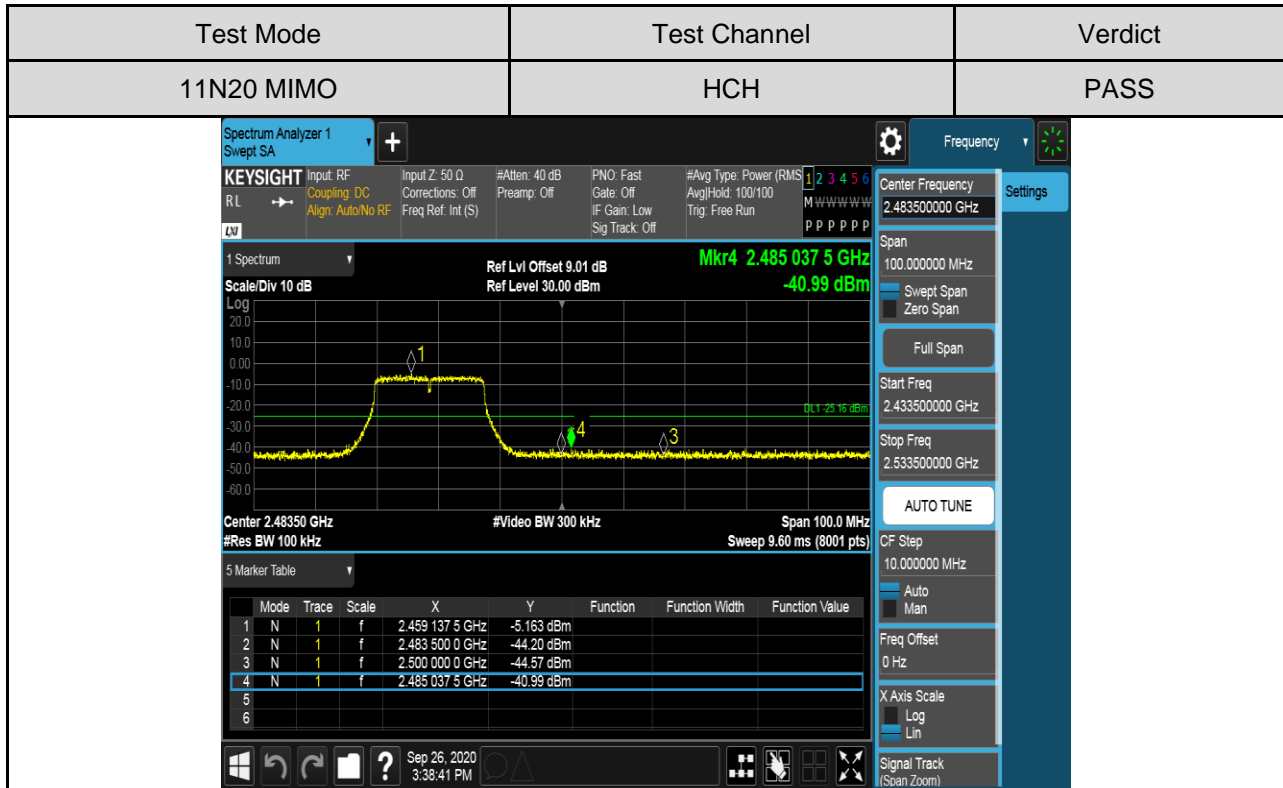 Test Mode Test Channel Verdict
11N20 MIMO HCH PASS
Spectrum Analyzer 1
Swept SA
Frequency
KEYSIGHT Input: RF Input Z: 50 Ω #Atten: 40 dB PNO: Fast #Avg Type: Power (RMS 1 2 3 4 5 6
RL Coupling: DC Corrections: Off Preamp: Off Gate: Off Avg|Hold: 100/100 M W W W W W
Align: Auto/No RF Freq Ref: Int (S) IF Gain: Low Trig: Free Run
LXI Sig Track: Off P P P P P P
1 Spectrum
Ref Lvl Offset 9.01 dB Mkr4 2.485 037 5 GHz
Scale/Div 10 dB Ref Level 30.00 dBm -40.99 dBm
Log
20.0
10.0
0.00
-10.0
-20.0
-30.0
-40.0
-50.0
-60.0
1
4
3
DL1 -25.16 dBm
Center 2.48350 GHz #Video BW 300 kHz Span 100.0 MHz
#Res BW 100 kHz Sweep 9.60 ms (8001 pts)
5 Marker Table
Mode Trace Scale X Y Function Function Width Function Value
1 N 1 f 2.459 137 5 GHz -5.163 dBm
2 N 1 f 2.483 500 0 GHz -44.20 dBm
3 N 1 f 2.500 000 0 GHz -44.57 dBm
4 N 1 f 2.485 037 5 GHz -40.99 dBm
5
6
Sep 26, 2020
3:38:41 PM
?
Center Frequency
2.483500000 GHz
Settings
Span
100.000000 MHz
Swept Span
Zero Span
Full Span
Start Freq
2.433500000 GHz
Stop Freq
2.533500000 GHz
AUTO TUNE
CF Step
10.000000 MHz
Auto
Man
Freq Offset
0 Hz
X Axis Scale
Log
Lin
Signal Track
(Span Zoom)